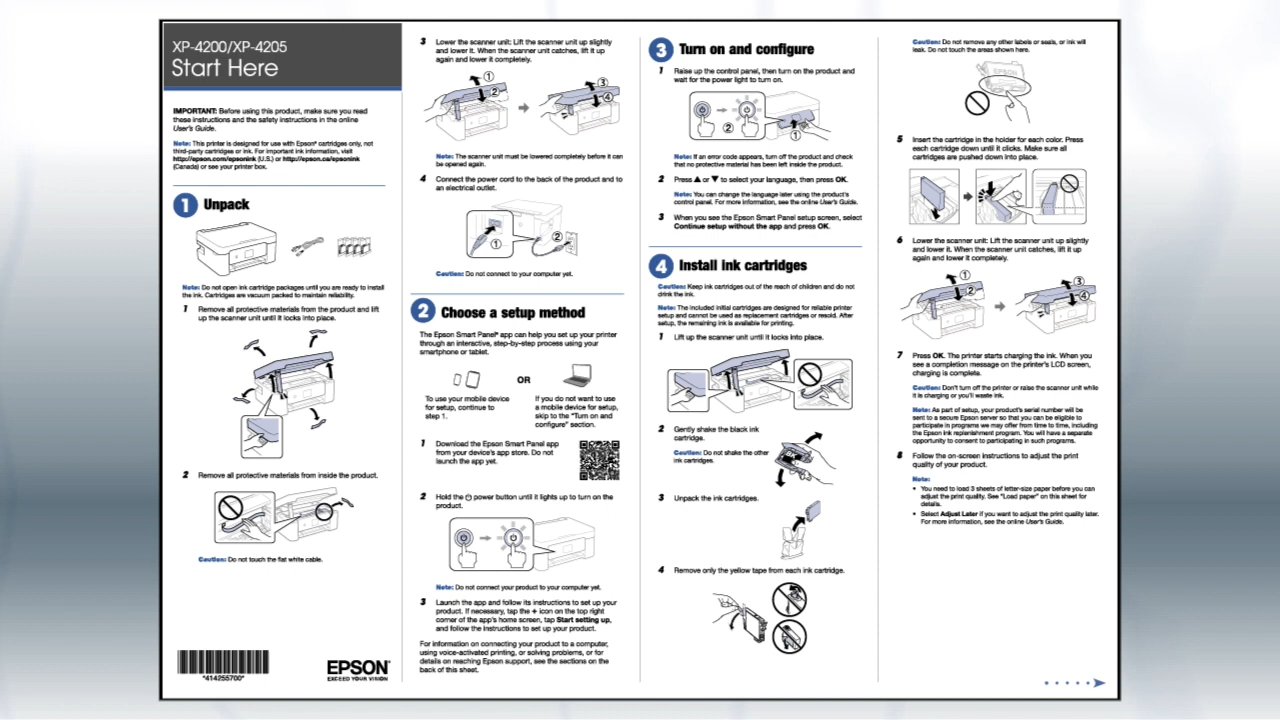 XP-4200/XP-4205
Start Here
IMPORTANT: Before using this product, make sure you read
these instructions and the safety instructions in the online
User's Guide.
Note: This printer is designed for use with Epson® cartridges only, not
third-party cartridges or ink. For important ink information, visit
http://epson.com/epsonink (U.S.) or http://epson.ca/epsonink
(Canada) or see your printer box.
1 Unpack
Note: Do not open ink cartridge packages until you are ready to install
the ink. Cartridges are vacuum packed to maintain reliability.
1 Remove all protective materials from the product and lift
up the scanner unit until it locks into place.
2 Remove all protective materials from inside the product.
Caution: Do not touch the flat white cable.
*414255700*
EPSON®
EXCEED YOUR VISION
3 Lower the scanner unit: Lift the scanner unit up slightly
and lower it. When the scanner unit catches, lift it up
again and lower it completely.
1
2
3
4
Note: The scanner unit must be lowered completely before it can
be opened again.
4 Connect the power cord to the back of the product and to
an electrical outlet.
1
2
Caution: Do not connect to your computer yet.
2 Choose a setup method
The Epson Smart Panel® app can help you set up your printer
through an interactive, step-by-step process using your
smartphone or tablet.
OR
To use your mobile device
for setup, continue to
step 1.
If you do not want to use
a mobile device for setup,
skip to the "Turn on and
configure" section.
1 Download the Epson Smart Panel app
from your device's app store. Do not
launch the app yet.
2 Hold the ⏻ power button until it lights up to turn on the
product.
Note: Do not connect your product to your computer yet.
3 Launch the app and follow its instructions to set up your
product. If necessary, tap the + icon on the top right
corner of the app's home screen, tap Start setting up,
and follow the instructions to set up your product.
For information on connecting your product to a computer,
using voice-activated printing, or solving problems, or for
details on reaching Epson support, see the sections on the
back of this sheet.
3 Turn on and configure
1 Raise up the control panel, then turn on the product and
wait for the power light to turn on.
2
1
Note: If an error code appears, turn off the product and check
that no protective material has been left inside the product.
2 Press ▲ or ▼ to select your language, then press OK.
Note: You can change the language later using the product's
control panel. For more information, see the online User's Guide.
3 When you see the Epson Smart Panel setup screen, select
Continue setup without the app and press OK.
4 Install ink cartridges
Caution: Keep ink cartridges out of the reach of children and do not
drink the ink.
Note: The included initial cartridges are designed for reliable printer
setup and cannot be used as replacement cartridges or resold. After
setup, the remaining ink is available for printing.
1 Lift up the scanner unit until it locks into place.
2 Gently shake the black ink
cartridge.
Caution: Do not shake the other
ink cartridges.
3 Unpack the ink cartridges.
4 Remove only the yellow tape from each ink cartridge.
Caution: Do not remove any other labels or seals, or ink will
leak. Do not touch the areas shown here.
EPSON
5 Insert the cartridge in the holder for each color. Press
each cartridge down until it clicks. Make sure all
cartridges are pushed down into place.
6 Lower the scanner unit: Lift the scanner unit up slightly
and lower it. When the scanner unit catches, lift it up
again and lower it completely.
1
2
3
4
7 Press OK. The printer starts charging the ink. When you
see a completion message on the printer's LCD screen,
charging is complete.
Caution: Don't turn off the printer or raise the scanner unit while
it is charging or you'll waste ink.
Note: As part of setup, your product's serial number will be
sent to a secure Epson server so that you can be eligible to
participate in programs we may offer from time to time, including
the Epson ink replenishment program. You will have a separate
opportunity to consent to participating in such programs.
8 Follow the on-screen instructions to adjust the print
quality of your product.
Note:
• You need to load 3 sheets of letter-size paper before you can
adjust the print quality. See "Load paper" on this sheet for
details.
• Select Adjust Later if you want to adjust the print quality later.
For more information, see the online User's Guide.